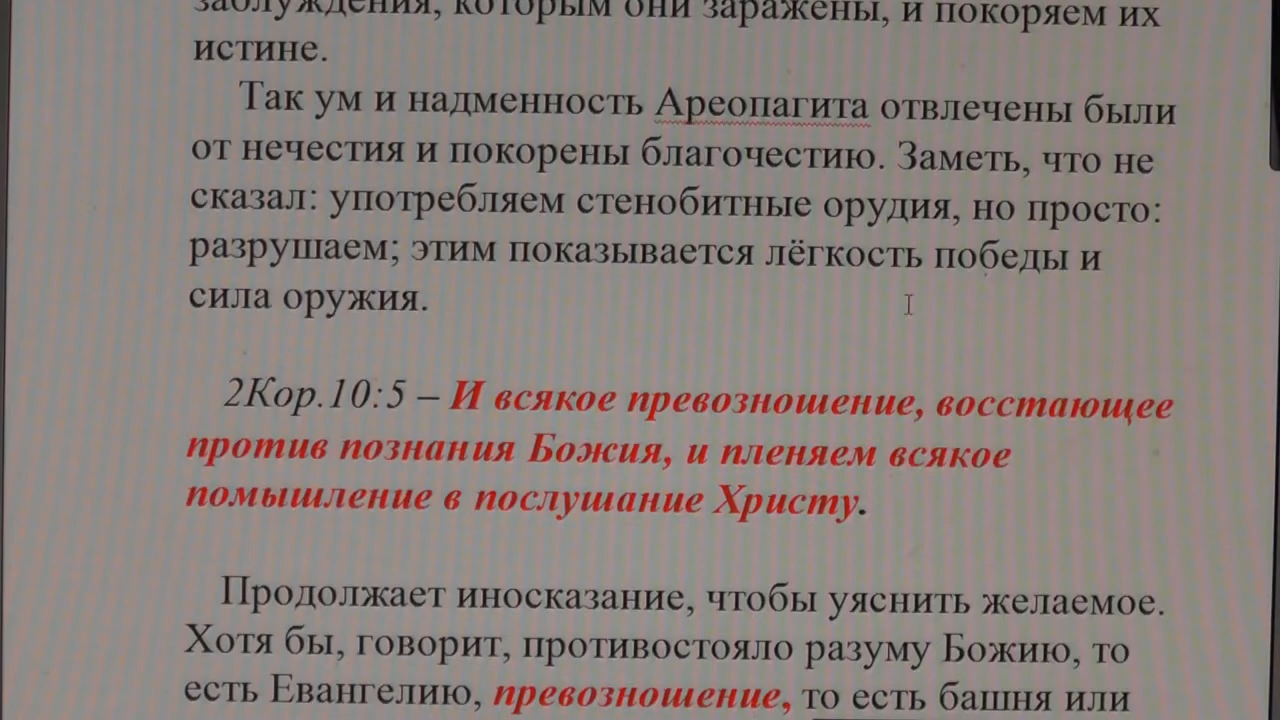 заблуждения, которым они заражены, и покоряем их
истине.
Так ум и надменность Ареопагита отвлечены были
от нечестия и покорены благочестию. Заметь, что не
сказал: употребляем стенобитные орудия, но просто:
разрушаем; этим показывается лёгкость победы и
сила оружия.
2Кор.10:5 – И всякое превозношение, восстающее
против познания Божия, и пленяем всякое
помышление в послушание Христу.
Продолжает иносказание, чтобы уяснить желаемое.
Хотя бы, говорит, противостояло разуму Божию, то
есть Евангелию, превозношение, то есть башня или